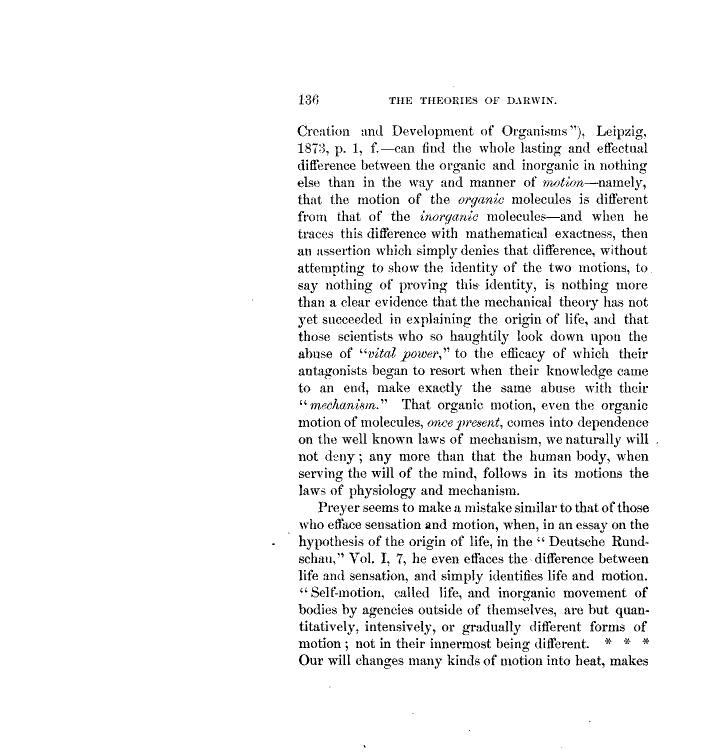 136 THE THEORIES OF DARWIN.
Creation and Development of Organisms"), Leipzig,
1873, p. 1, f.—can find the whole lasting and effectual
difference between the organic and inorganic in nothing
else than in the way and manner of motion—namely,
that the motion of the organic molecules is different
from that of the inorganic molecules—and when he
traces this difference with mathematical exactness, then
an assertion which simply denies that difference, without
attempting to show the identity of the two motions, to
say nothing of proving this identity, is nothing more
than a clear evidence that the mechanical theory has not
yet succeeded in explaining the origin of life, and that
those scientists who so haughtily look down upon the
abuse of "vital power," to the efficacy of which their
antagonists began to resort when their knowledge came
to an end, make exactly the same abuse with their
"mechanism." That organic motion, even the organic
motion of molecules, once present, comes into dependence
on the well known laws of mechanism, we naturally will
not deny; any more than that the human body, when
serving the will of the mind, follows in its motions the
laws of physiology and mechanism.
Preyer seems to make a mistake similar to that of those
who efface sensation and motion, when, in an essay on the
hypothesis of the origin of life, in the "Deutsche Rund-
schau," Vol. I, 7, he even effaces the difference between
life and sensation, and simply identifies life and motion.
"Self-motion, called life, and inorganic movement of
bodies by agencies outside of themselves, are but quan-
titatively, intensively, or gradually different forms of
motion; not in their innermost being different. * * *
Our will changes many kinds of motion into heat, makes